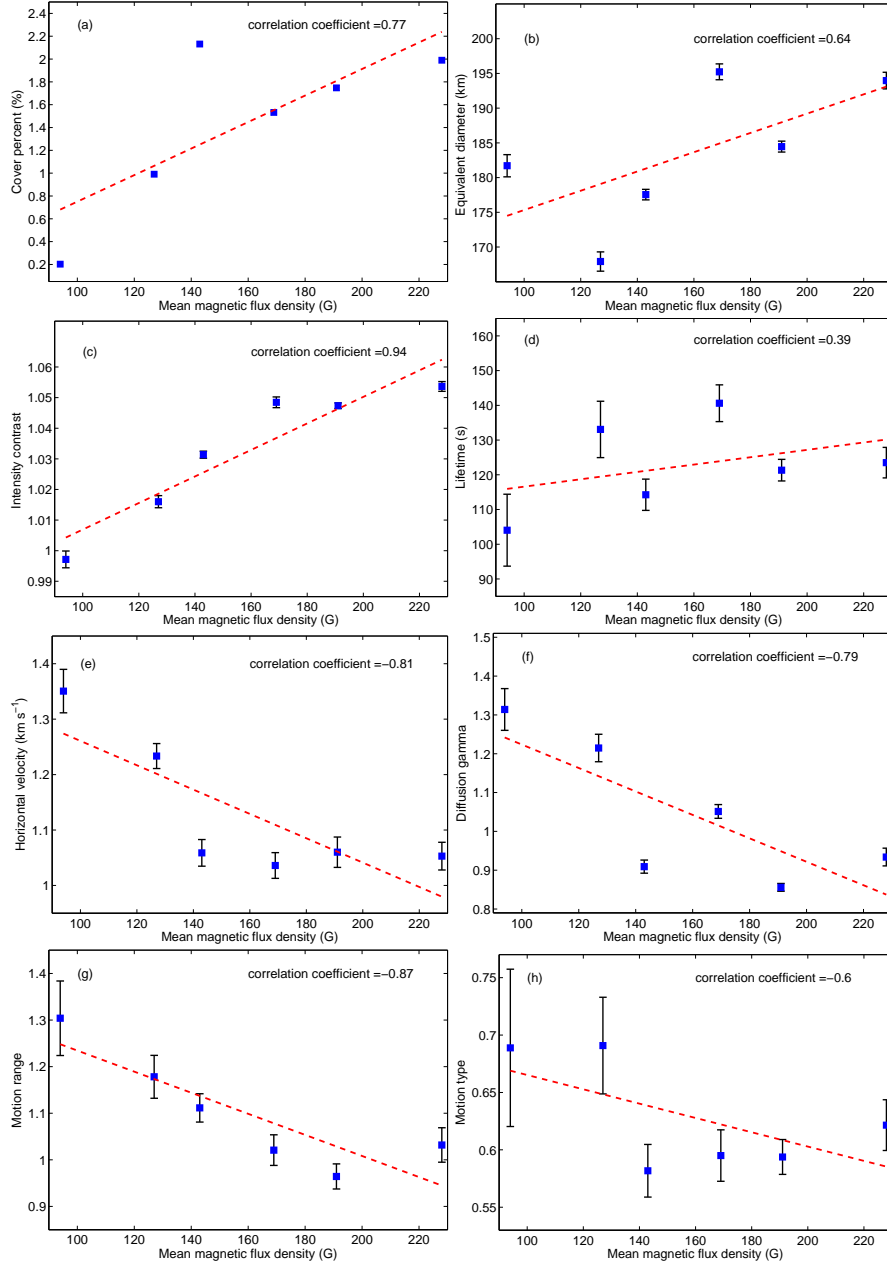 (a)
correlation coefficient =0.77
2.4
2.2
2
1.8
1.6
1.4
1.2
1
0.8
0.6
0.4
0.2
Cover percent (%)
100 120 140 160 180 200 220
Mean magnetic flux density (G)
(b)
correlation coefficient =0.64
195
190
185
180
175
170
Equivalent diameter (km)
100 120 140 160 180 200 220
Mean magnetic flux density (G)
(c)
correlation coefficient =0.94
1.06
1.05
1.04
1.03
1.02
1.01
1
0.99
Intensity contrast
100 120 140 160 180 200 220
Mean magnetic flux density (G)
(d)
correlation coefficient =0.39
160
150
140
130
120
110
100
90
Lifetime (s)
100 120 140 160 180 200 220
Mean magnetic flux density (G)
(e)
correlation coefficient =−0.81
1.4
1.3
1.2
1.1
1
Horizontal velocity (km s⁻¹)
100 120 140 160 180 200 220
Mean magnetic flux density (G)
(f)
correlation coefficient =−0.79
1.5
1.4
1.3
1.2
1.1
1
0.9
0.8
Diffusion gamma
100 120 140 160 180 200 220
Mean magnetic flux density (G)
(g)
correlation coefficient =−0.87
1.4
1.3
1.2
1.1
1
0.9
Motion range
100 120 140 160 180 200 220
Mean magnetic flux density (G)
(h)
correlation coefficient =−0.6
0.75
0.7
0.65
0.6
0.55
Motion type
100 120 140 160 180 200 220
Mean magnetic flux density (G)